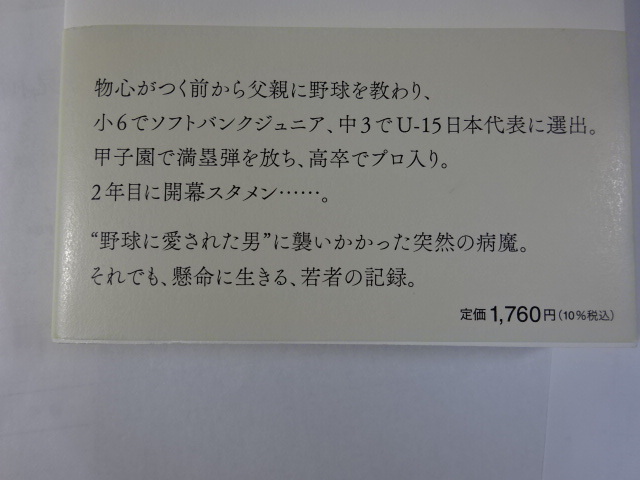 物心がつく前から父親に野球を教わり、
小6でソフトバンクジュニア、中3でU-15日本代表に選出。
甲子園で満塁弾を放ち、高卒でプロ入り。
2年目に開幕スタメン……。
“野球に愛された男”に襲いかかった突然の病魔。
それでも、懸命に生きる、若者の記録。
定価1,760円（10％税込）